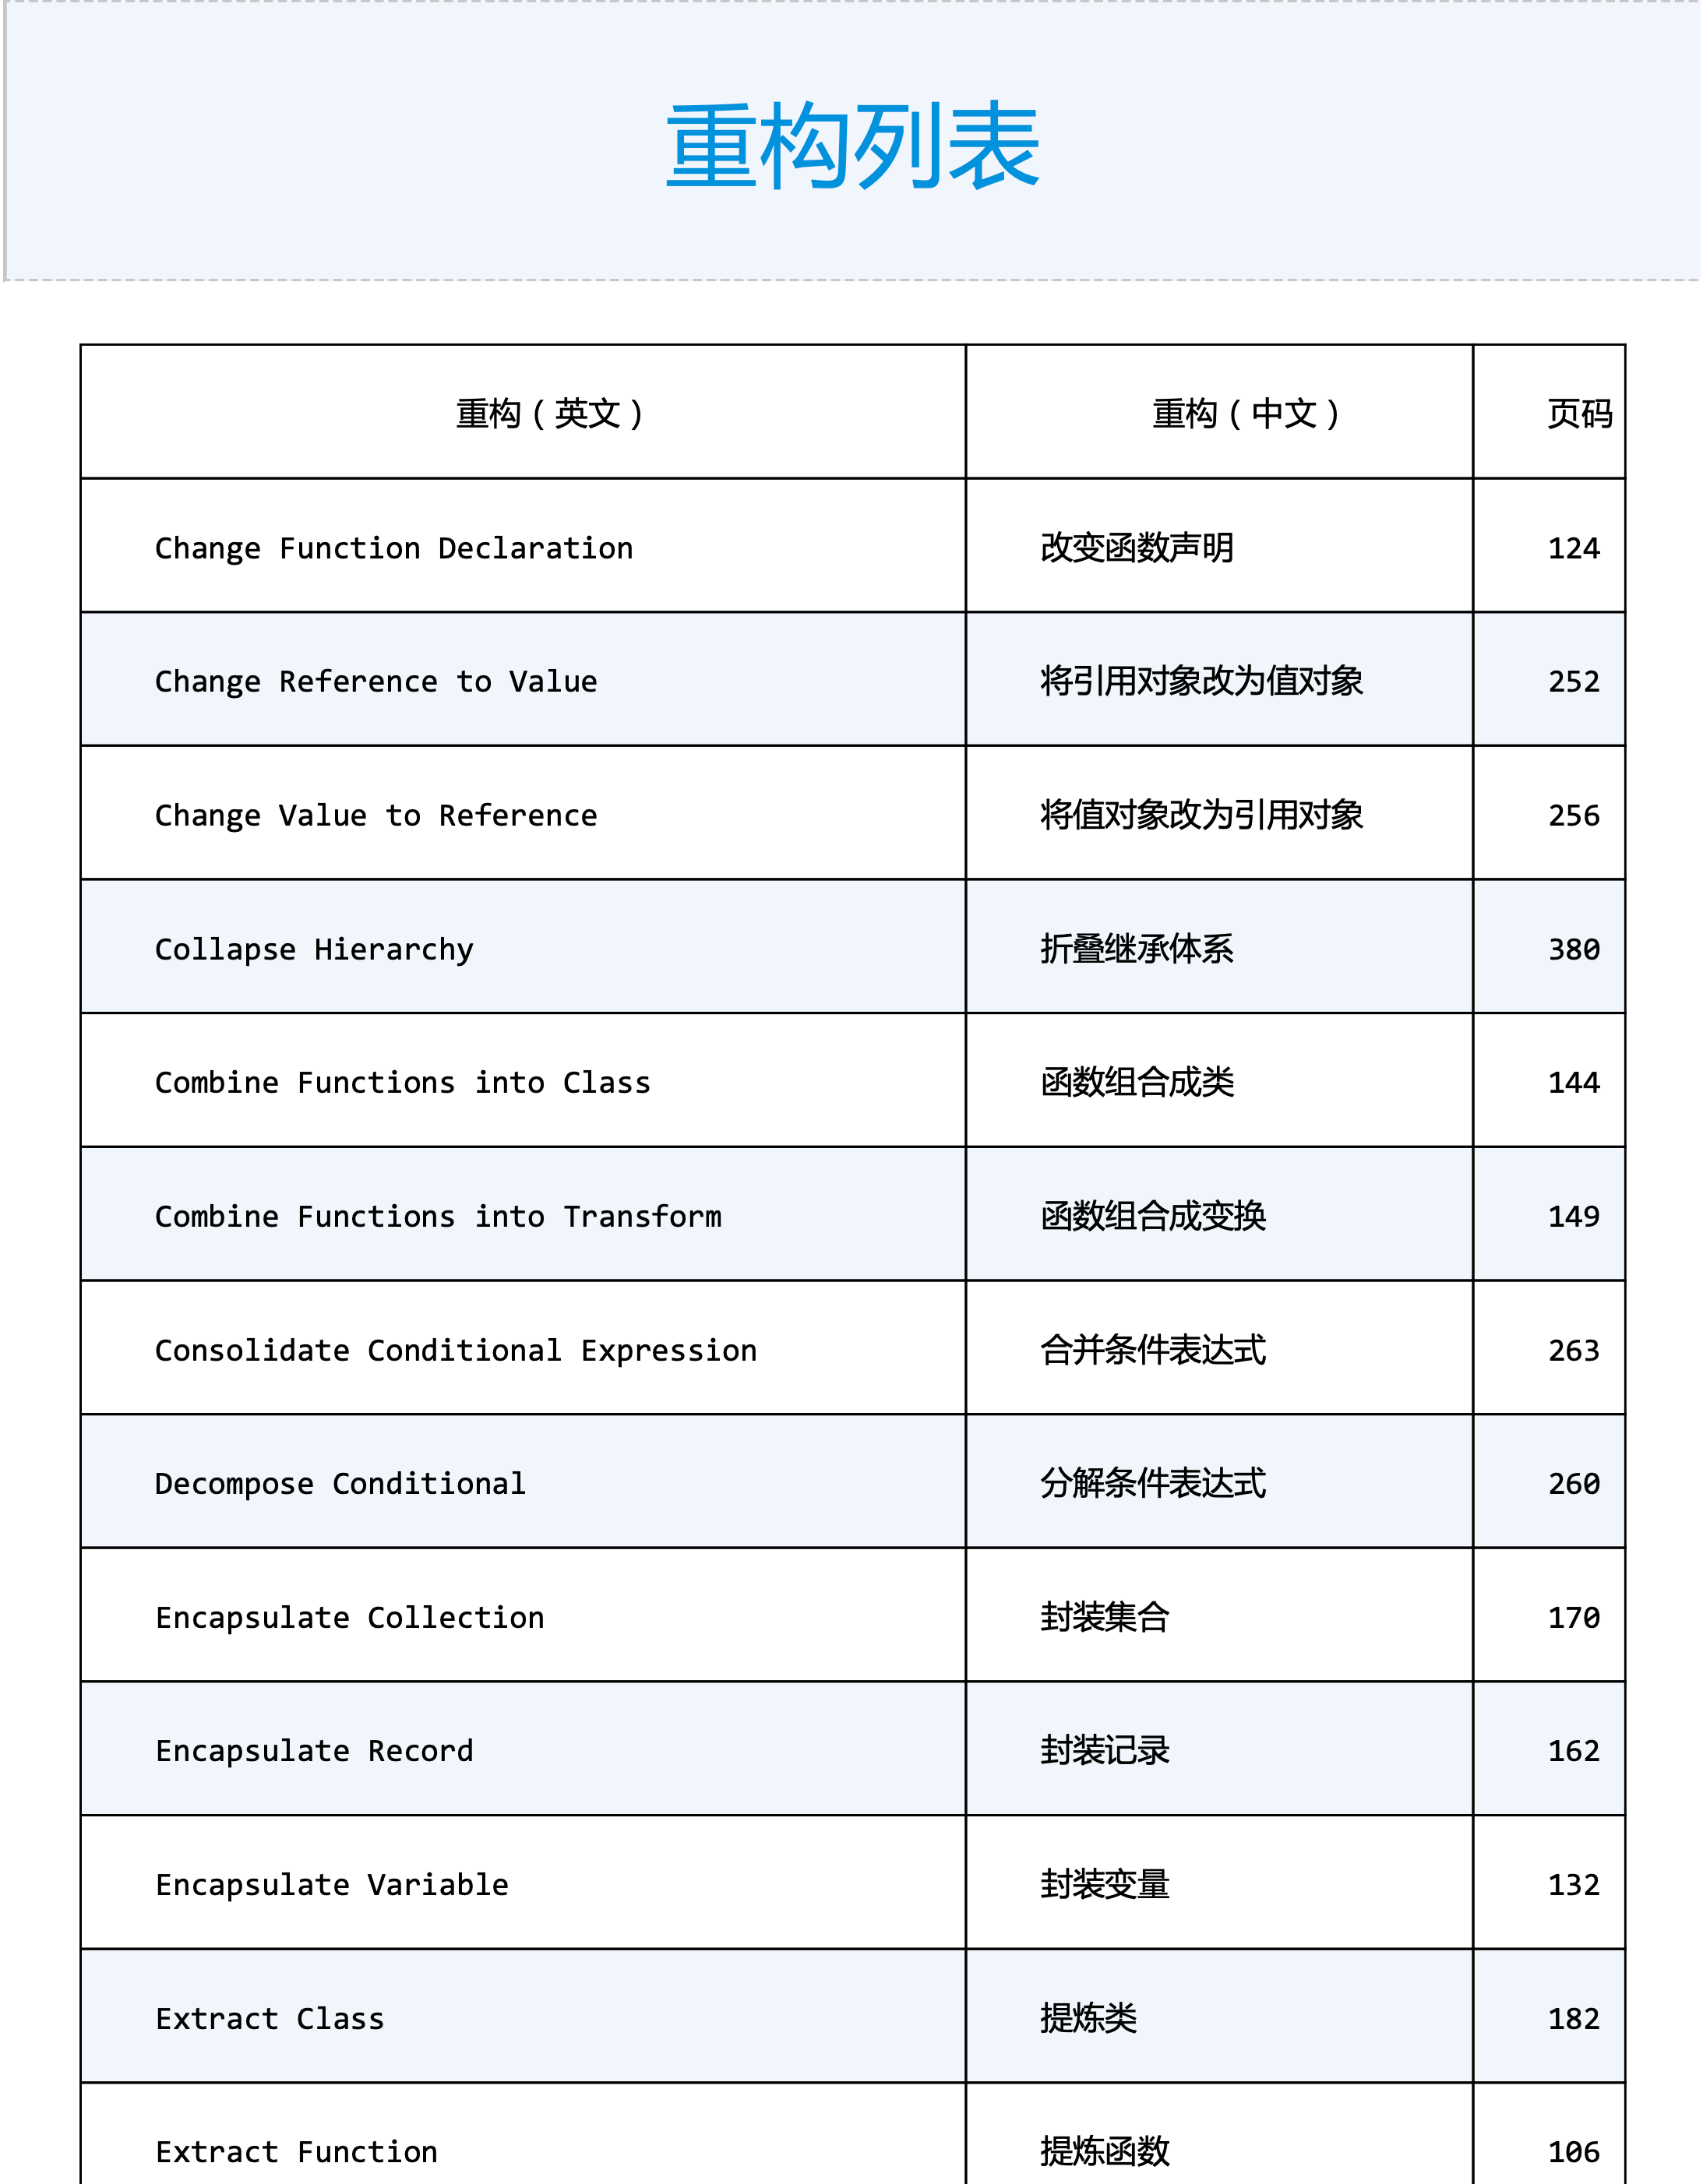 重构列表
重构（英文） 重构（中文） 页码
Change Function Declaration 改变函数声明 124
Change Reference to Value 将引用对象改为值对象 252
Change Value to Reference 将值对象改为引用对象 256
Collapse Hierarchy 折叠继承体系 380
Combine Functions into Class 函数组合成类 144
Combine Functions into Transform 函数组合成变换 149
Consolidate Conditional Expression 合并条件表达式 263
Decompose Conditional 分解条件表达式 260
Encapsulate Collection 封装集合 170
Encapsulate Record 封装记录 162
Encapsulate Variable 封装变量 132
Extract Class 提炼类 182
Extract Function 提炼函数 106